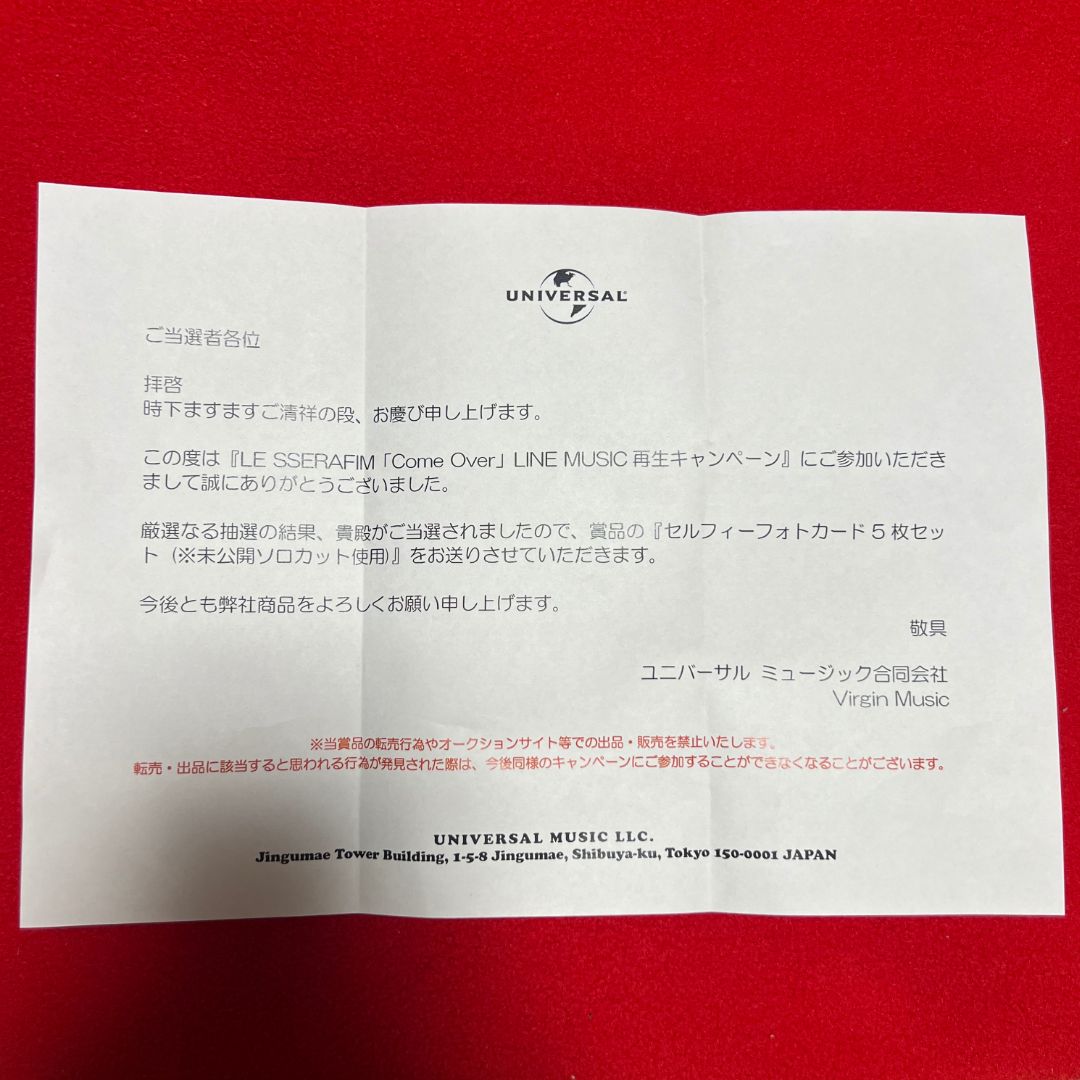 UNIVERSAL
ご当選者各位
拝啓
時下ますますご清祥の段、お慶び申し上げます。
この度は『LE SSERAFIM「Come Over」LINE MUSIC 再生キャンペーン』にご参加いただき
まして誠にありがとうございました。
厳選なる抽選の結果、貴殿がご当選されましたので、賞品の『セルフィーフォトカード 5 枚セッ
ト（※未公開ソロカット使用)』をお送りさせていただきます。
今後とも弊社商品をよろしくお願い申し上げます。
敬具
ユニバーサル ミュージック合同会社
Virgin Music
※当賞品の転売行為やオークションサイト等での出品・販売を禁止いたします。
転売・出品に該当すると思われる行為が発見された際は、今後同様のキャンペーンにご参加することができなくなることがございます。
UNIVERSAL MUSIC LLC.
Jingumae Tower Building, 1-5-8 Jingumae, Shibuya-ku, Tokyo 150-0001 JAPAN